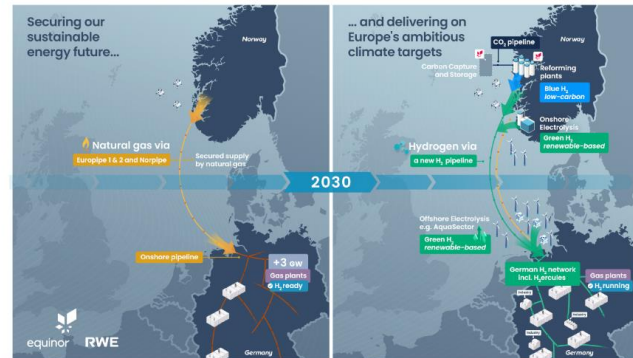 Securing our
sustainable
energy future...
Norway
Natural gas via
Europipe 1 & 2 and Norpipe
Secured supply
by natural gas
Onshore pipeline
+3 GW
Gas plants
H₂ ready
equinor
RWE
Germany
2030
... and delivering on
Europe's ambitious
climate targets
CO₂ pipeline
Norway
Carbon Capture
and Storage
Reforming
plants
Blue H₂
low-carbon
Onshore
Electrolysis
Green H₂
renewable-based
Hydrogen via
a new H₂ pipeline
Offshore Electrolysis
e.g. AquaSector
Green H₂
renewable-based
German H₂ network
incl. H₂ercules
Gas plants
H₂ running
Industry
Industry
Industry
Germany